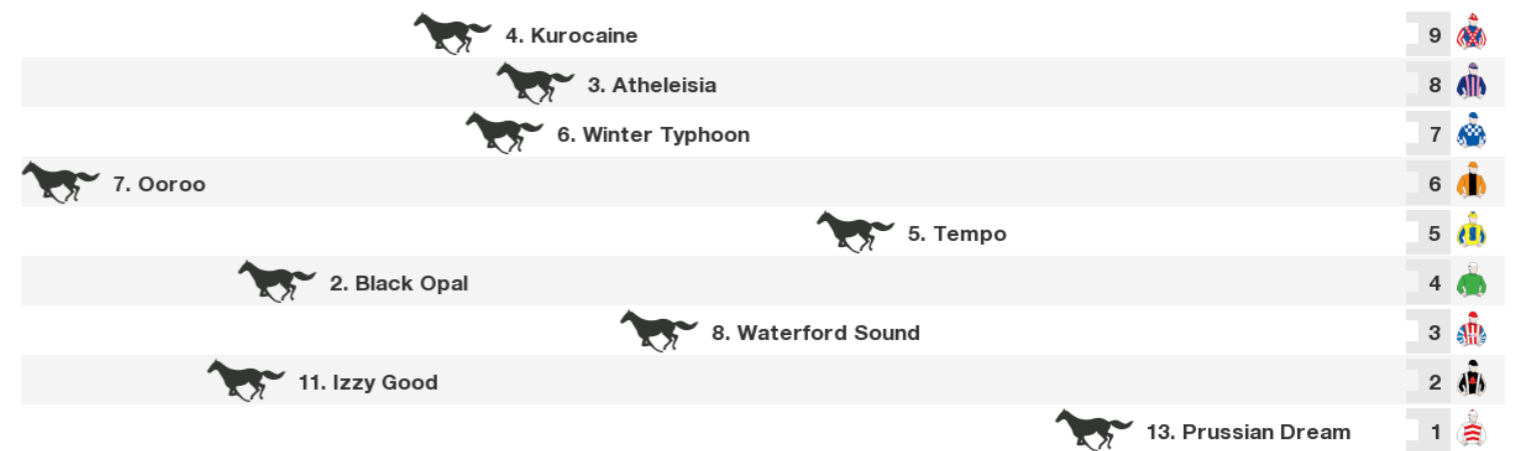 4. Kurocaine 9
3. Atheleisia 8
6. Winter Typhoon 7
7. Ooroo 6
5. Tempo 5
2. Black Opal 4
8. Waterford Sound 3
11. Izzy Good 2
13. Prussian Dream 1